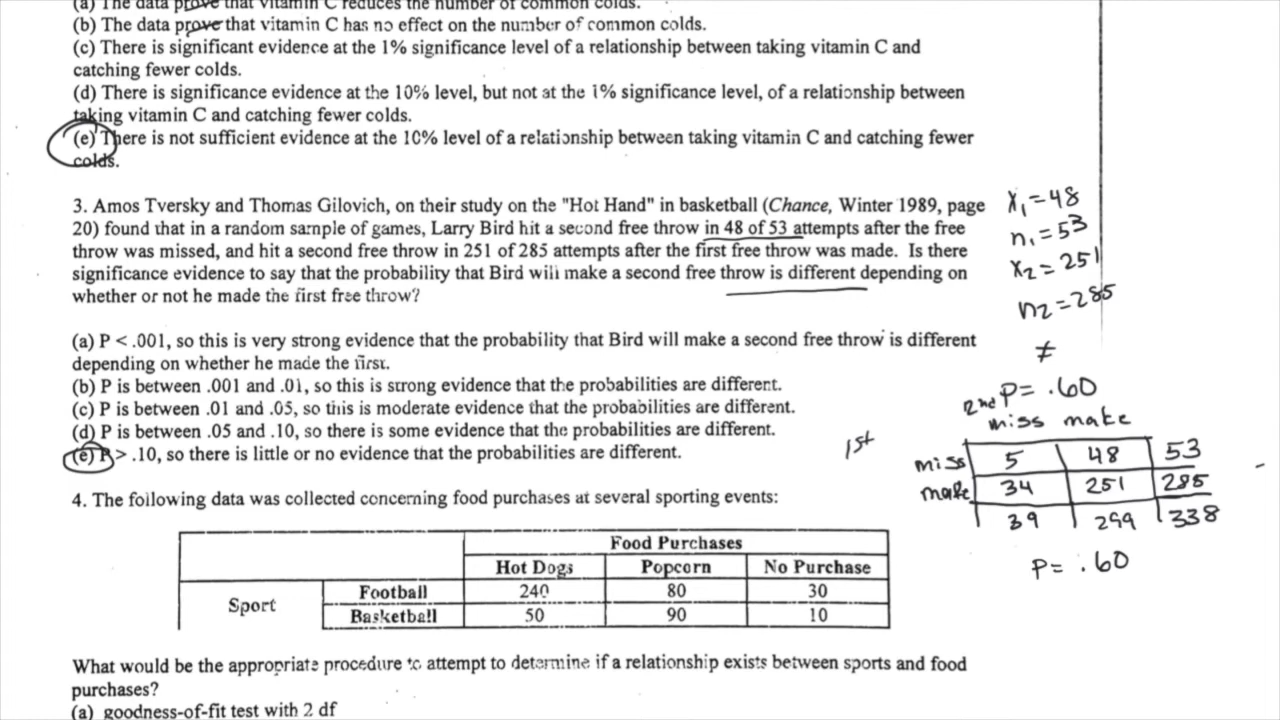 (a) The data prove that vitamin C reduces the number of common colds.
(b) The data prove that vitamin C has no effect on the number of common colds.
(c) There is significant evidence at the 1% significance level of a relationship between taking vitamin C and
catching fewer colds.
(d) There is significance evidence at the 10% level, but not at the 1% significance level, of a relationship between
taking vitamin C and catching fewer colds.
(e) There is not sufficient evidence at the 10% level of a relationship between taking vitamin C and catching fewer
colds.
3. Amos Tversky and Thomas Gilovich, on their study on the "Hot Hand" in basketball (Chance, Winter 1989, page
20) found that in a random sample of games, Larry Bird hit a second free throw in 48 of 53 attempts after the free
throw was missed, and hit a second free throw in 251 of 285 attempts after the first free throw was made. Is there
significance evidence to say that the probability that Bird will make a second free throw is different depending on
whether or not he made the first free throw?
x₁=48
n₁=53
x₂=251
n₂=285
≠
P=.60
(a) P < .001, so this is very strong evidence that the probability that Bird will make a second free throw is different
depending on whether he made the first.
(b) P is between .001 and .01, so this is strong evidence that the probabilities are different.
(c) P is between .01 and .05, so this is moderate evidence that the probabilities are different.
(d) P is between .05 and .10, so there is some evidence that the probabilities are different.
(e) P > .10, so there is little or no evidence that the probabilities are different.
2nd
miss make
1st
miss 5 48 53
make 34 251 285
39 299 338
P= .60
4. The following data was collected concerning food purchases at several sporting events:
Food Purchases
Hot Dogs Popcorn No Purchase
Sport
Football 240 80 30
Basketball 50 90 10
What would be the appropriate procedure to attempt to determine if a relationship exists between sports and food
purchases?
(a) goodness-of-fit test with 2 df